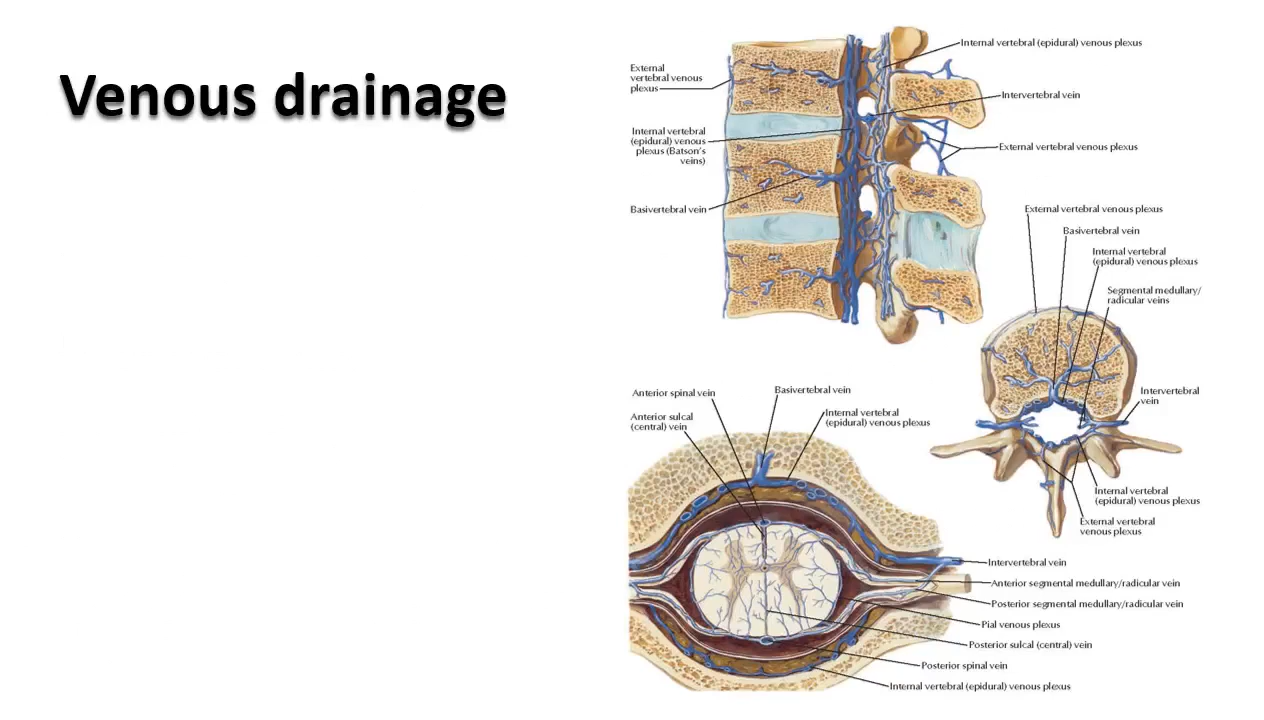 Venous drainage
Internal vertebral (epidural) venous plexus
External
vertebral venous
plexus
Intervertebral vein
Internal vertebral
(epidural) venous
plexus (Batson's
veins)
External vertebral venous plexus
Basivertebral vein
External vertebral venous plexus
Basivertebral vein
Internal vertebral
(epidural) venous plexus
Segmental medullary/
radicular veins
Intervertebral
vein
Internal vertebral
(epidural) venous plexus
External vertebral
venous plexus
Anterior spinal vein
Basivertebral vein
Anterior sulcal
(central) vein
Internal vertebral
(epidural) venous plexus
Intervertebral vein
Anterior segmental medullary/radicular vein
Posterior segmental medullary/radicular vein
Pial venous plexus
Posterior sulcal (central) vein
Posterior spinal vein
Internal vertebral (epidural) venous plexus